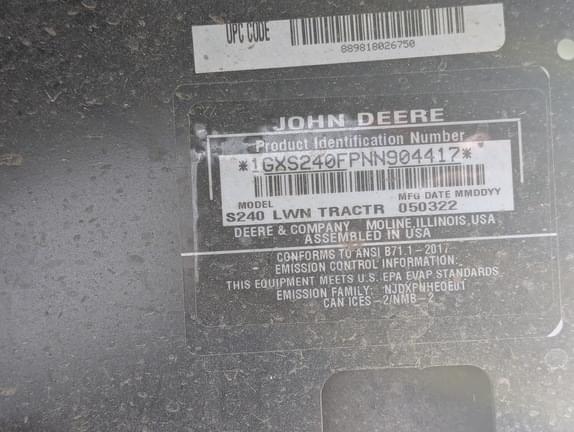 UPC CODE
889818026750
JOHN DEERE
Product Identification Number
*1GXS240FPNN904417*
MODEL MFG DATE MMDDYY
S240 LWN TRACTR 050322
DEERE & COMPANY MOLINE,ILLINOIS,USA
ASSEMBLED IN USA
CONFORMS TO ANSI B71.1-2017
EMISSION CONTROL INFORMATION:
THIS EQUIPMENT MEETS U.S. EPA EVAP STANDARDS
EMISSION FAMILY:
CAN ICES-2/NMB-2